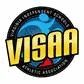 VIRGINIA INDEPENDENT SCHOOLS
VISAA
ATHLETIC ASSOCIATION